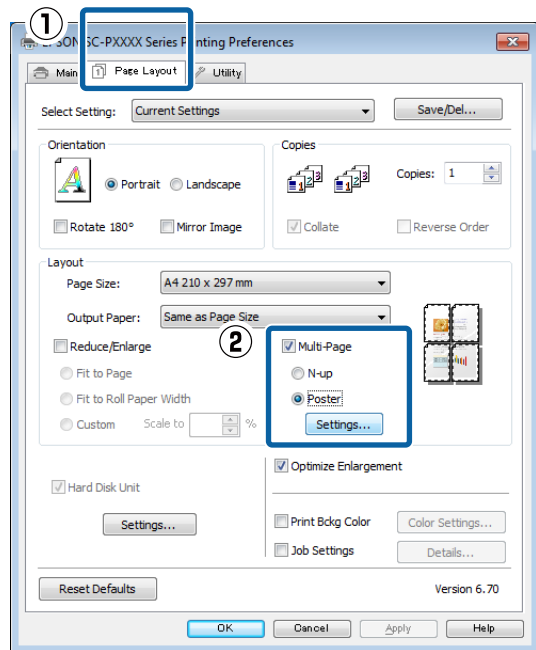 1
EPSON SC-PXXXX Series Printing Preferences
Main Page Layout Utility
Select Setting: Current Settings Save/Del...
Orientation Copies
Portrait Landscape Copies: 1
Rotate 180° Mirror Image Collate Reverse Order
Layout
Page Size: A4 210 x 297 mm
Output Paper: Same as Page Size
2
Reduce/Enlarge Multi-Page
Fit to Page N-up
Fit to Roll Paper Width Poster
Custom Scale to % Settings...
Optimize Enlargement
Hard Disk Unit
Settings... Print Bckg Color Color Settings...
Job Settings Details...
Reset Defaults Version 6.70
OK Cancel Apply Help